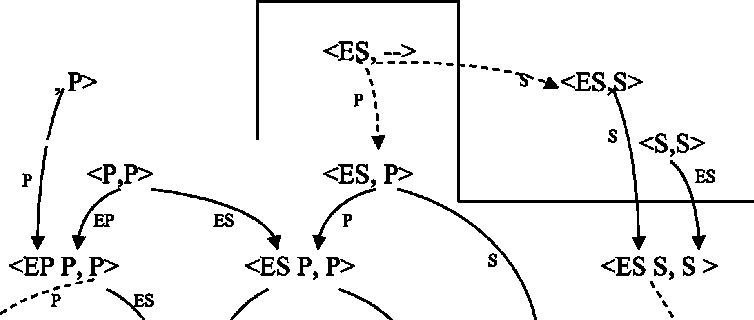 <ES, -->
, P>
S
<ES,S>
P
S
<S,S>
P
<P,P>
<ES, P>
ES
EP
ES
P
S
<EP P, P>
<ES P, P>
<ES S, S >
P
ES